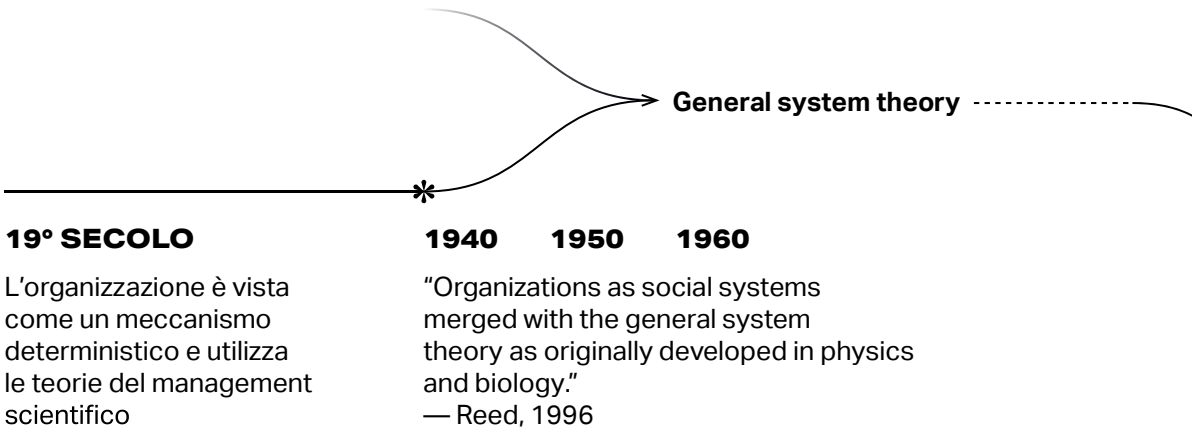 General system theory
19° SECOLO
L’organizzazione è vista
come un meccanismo
deterministico e utilizza
le teorie del management
scientifico
1940 1950 1960
“Organizations as social systems
merged with the general system
theory as originally developed in physics
and biology.”
— Reed, 1996